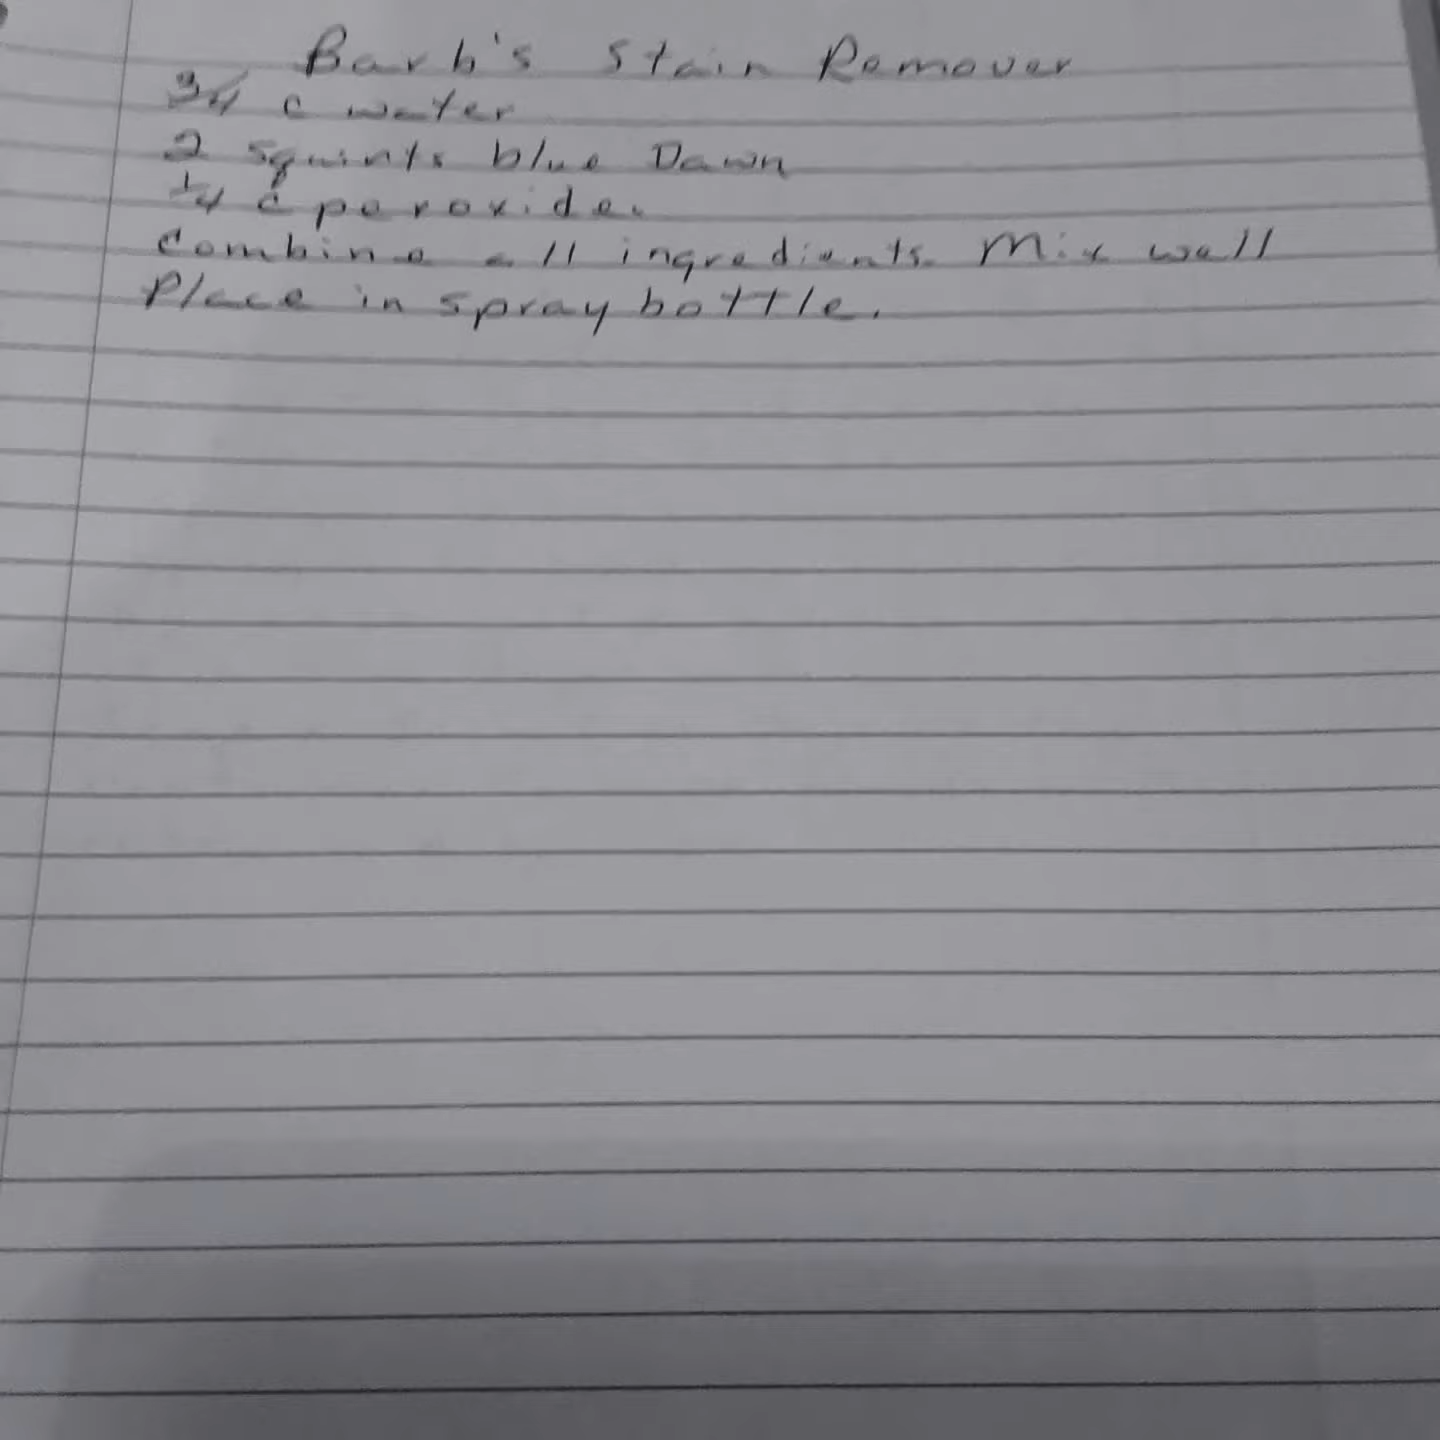 Barb's Stain Remover
3/4 c water
2 squirts blue Dawn
1/4 c peroxide.
Combine all ingredients. Mix well
Place in spray bottle.